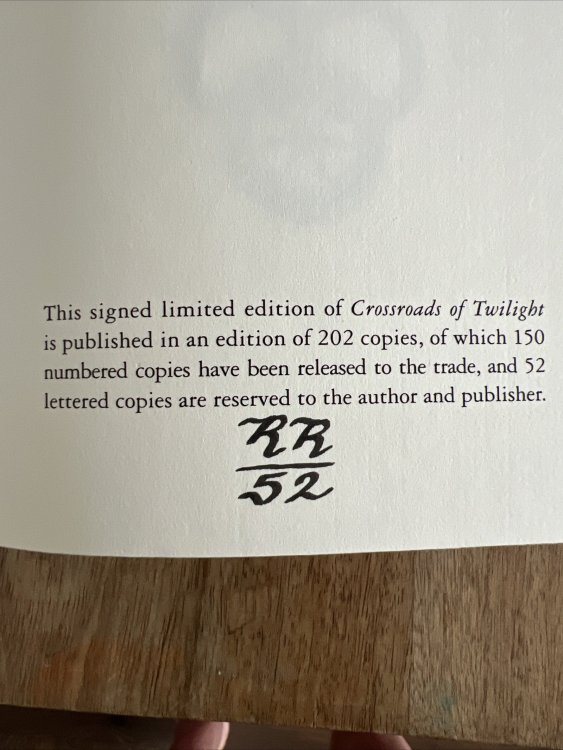 This signed limited edition of Crossroads of Twilight
is published in an edition of 202 copies, of which 150
numbered copies have been released to the trade, and 52
lettered copies are reserved to the author and publisher.
RR
52